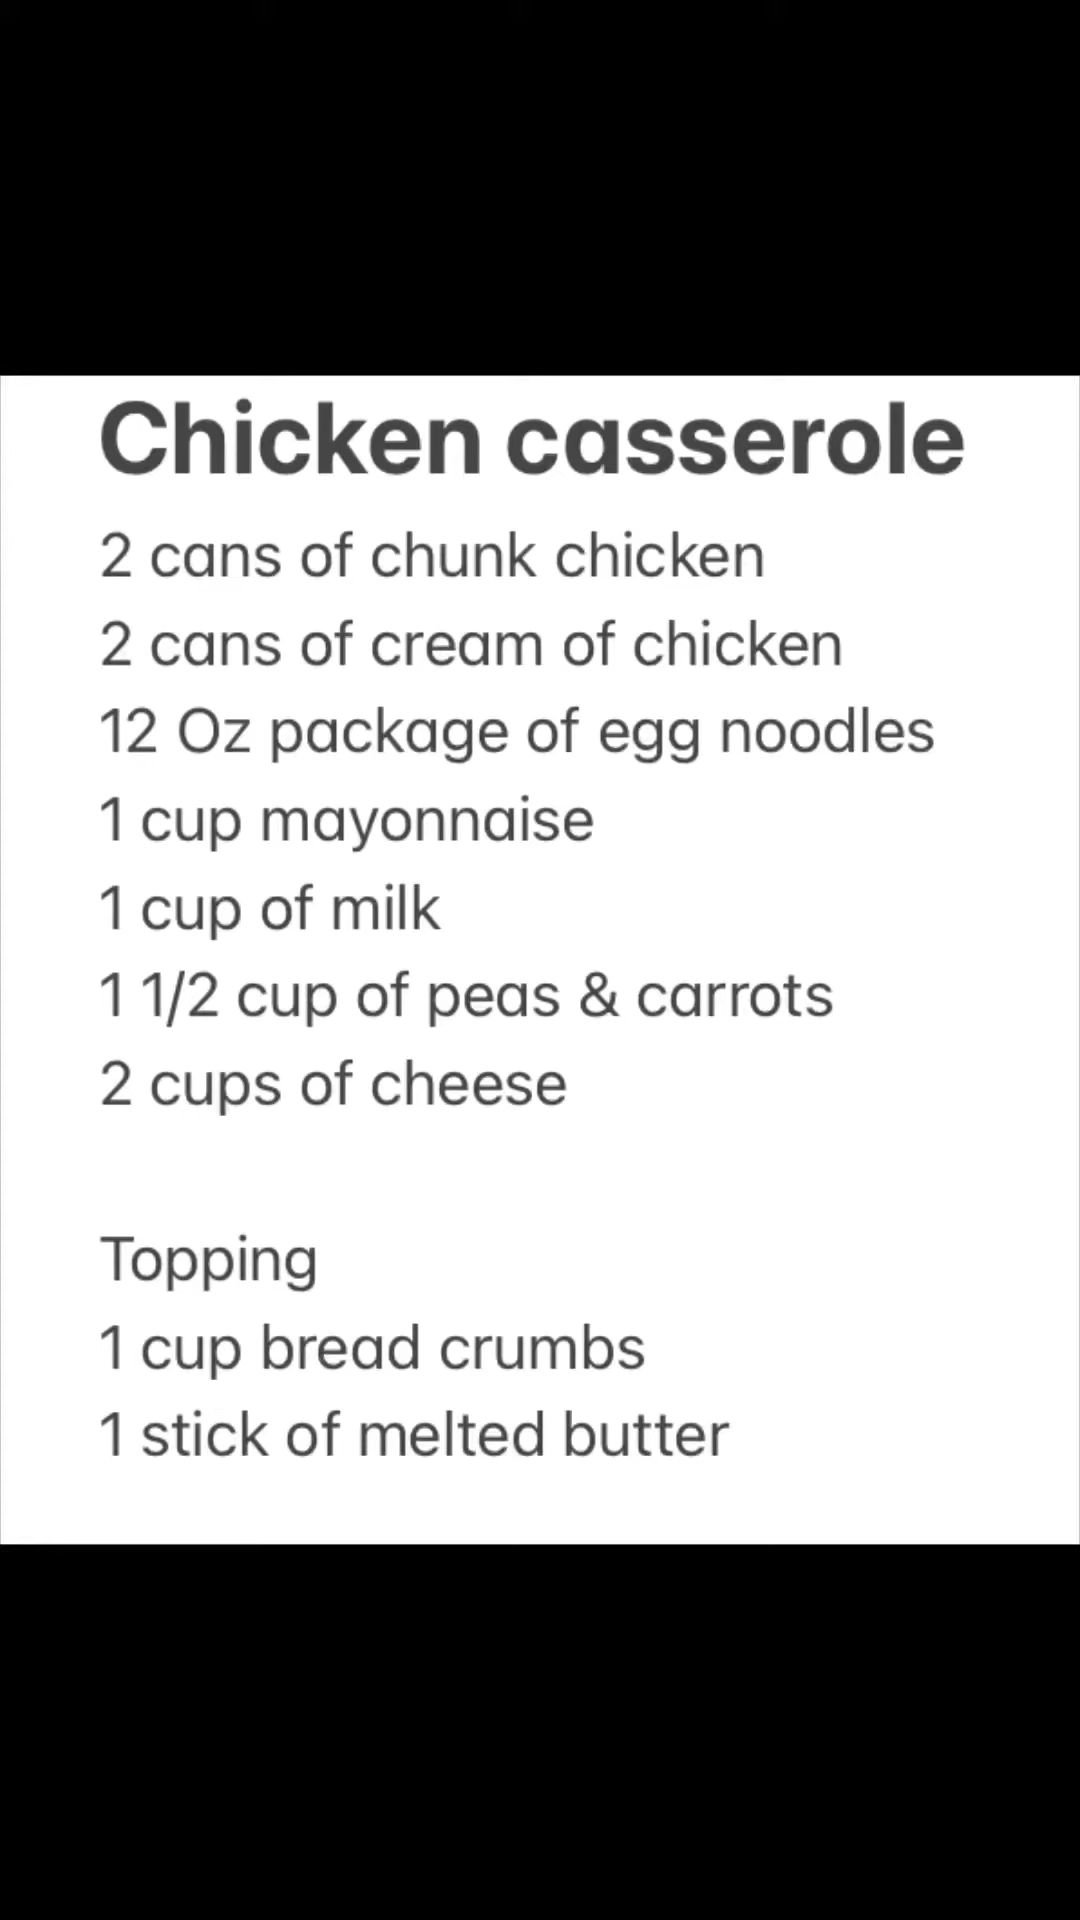 Chicken casserole
2 cans of chunk chicken
2 cans of cream of chicken
12 Oz package of egg noodles
1 cup mayonnaise
1 cup of milk
1 1/2 cup of peas & carrots
2 cups of cheese
Topping
1 cup bread crumbs
1 stick of melted butter